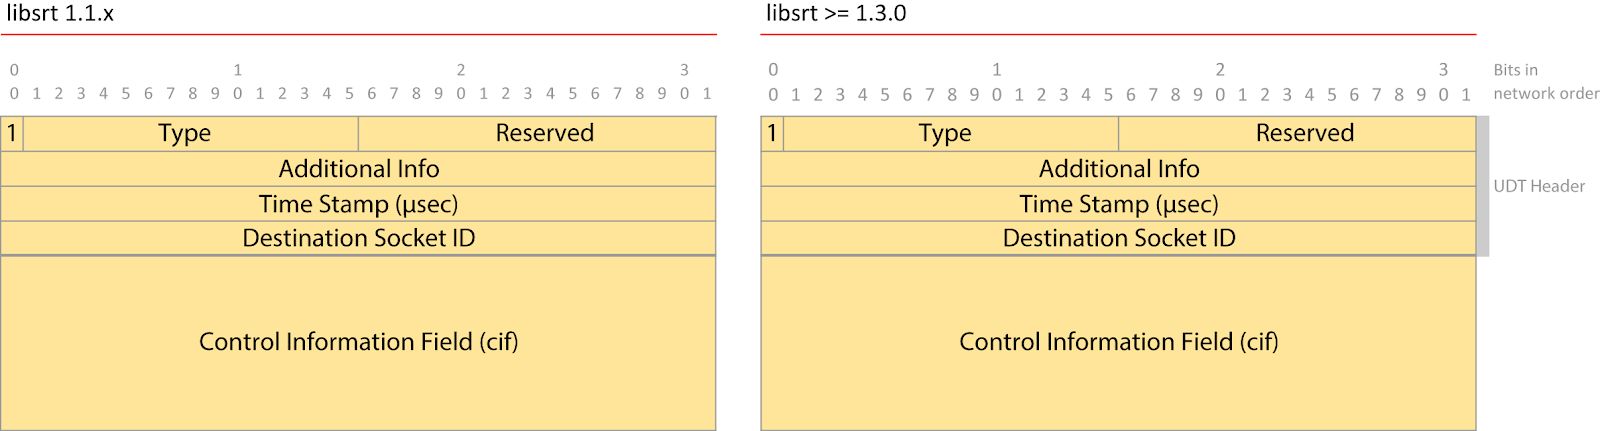 libsrt 1.1.x
0 1 2 3
0 1 2 3 4 5 6 7 8 9 0 1 2 3 4 5 6 7 8 9 0 1 2 3 4 5 6 7 8 9 0 1
1 Type Reserved
Additional Info
Time Stamp (µsec)
Destination Socket ID
Control Information Field (cif)
libsrt >= 1.3.0
0 1 2 3
0 1 2 3 4 5 6 7 8 9 0 1 2 3 4 5 6 7 8 9 0 1 2 3 4 5 6 7 8 9 0 1
Bits in
network order
1 Type Reserved
Additional Info
Time Stamp (µsec)
Destination Socket ID
UDT Header
Control Information Field (cif)